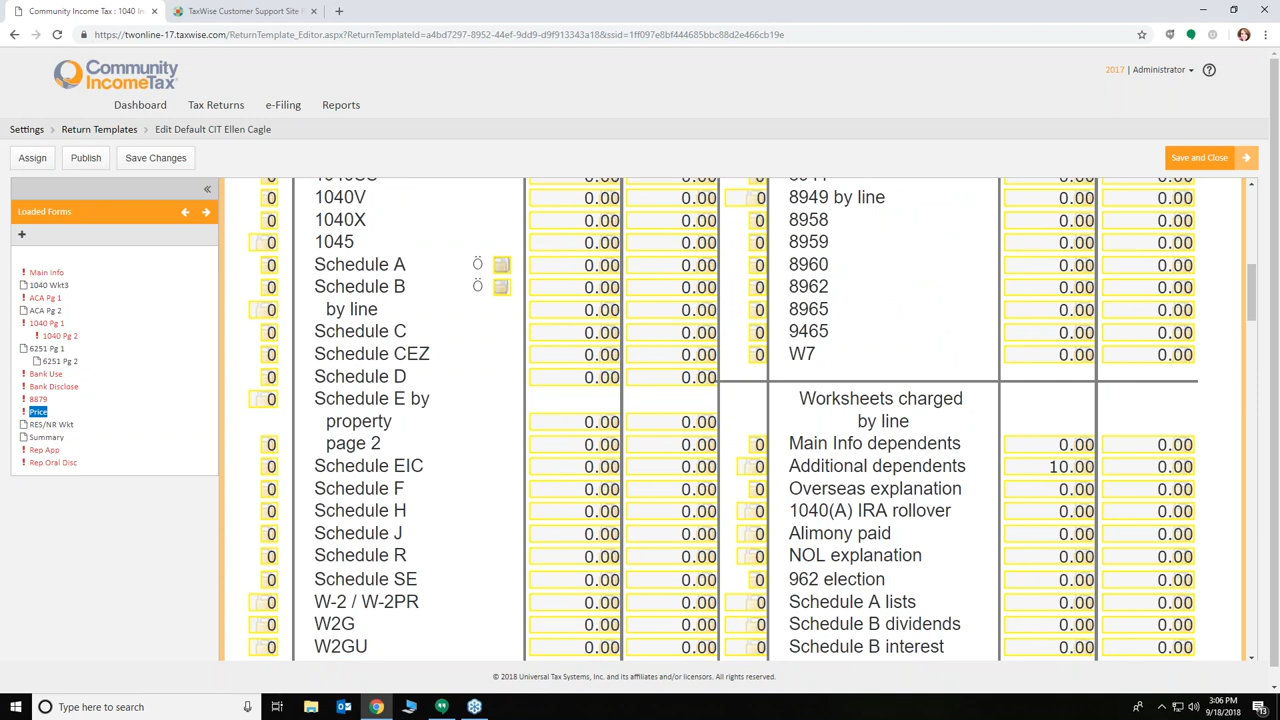 Community Income Tax : 1040 In
TaxWise Customer Support Site
https://twonline-17.taxwise.com/ReturnTemplate_Editor.aspx?ReturnTemplateId=a4bd7297-8952-44ef-9dd9-d9f913343a18&ssid=1ff097e8bf444685bbc88d2e466cb19e
Community
IncomeTax
2017 | Administrator
Dashboard Tax Returns e-Filing Reports
Settings > Return Templates > Edit Default CIT Ellen Cagle
Assign Publish Save Changes Save and Close
Loaded Forms
Main Info
1040 Wkt3
ACA Pg 1
ACA Pg 2
1040 Pg 1
1040 Pg 2
6251 Pg 1
6251 Pg 2
Bank Use
Bank Disclose
8879
Price
RES/NR Wkt
Summary
Rep App
Rep Oral Disc
0 1040V 0.00 0.00 0 8949 by line 0.00 0.00
0 1040X 0.00 0.00 0 8958 0.00 0.00
0 1045 0.00 0.00 0 8959 0.00 0.00
0 Schedule A Ö 0.00 0.00 0 8960 0.00 0.00
0 Schedule B Ö 0.00 0.00 0 8962 0.00 0.00
0 by line 0.00 0.00 0 8965 0.00 0.00
0 Schedule C 0.00 0.00 0 9465 0.00 0.00
0 Schedule CEZ 0.00 0.00 0 W7 0.00 0.00
0 Schedule D 0.00 0.00
0 Schedule E by Worksheets charged
property 0.00 0.00 by line
0 page 2 0.00 0.00 0 Main Info dependents 0.00 0.00
0 Schedule EIC 0.00 0.00 0 Additional dependents 10.00 0.00
0 Schedule F 0.00 0.00 0 Overseas explanation 0.00 0.00
0 Schedule H 0.00 0.00 0 1040(A) IRA rollover 0.00 0.00
0 Schedule J 0.00 0.00 0 Alimony paid 0.00 0.00
0 Schedule R 0.00 0.00 0 NOL explanation 0.00 0.00
0 Schedule SE 0.00 0.00 0 962 election 0.00 0.00
0 W-2 / W-2PR 0.00 0.00 0 Schedule A lists 0.00 0.00
0 W2G 0.00 0.00 0 Schedule B dividends 0.00 0.00
0 W2GU 0.00 0.00 0 Schedule B interest 0.00 0.00
© 2018 Universal Tax Systems, Inc. and its affiliates and/or licensors. All rights reserved.
Type here to search
3:06 PM
9/18/2018